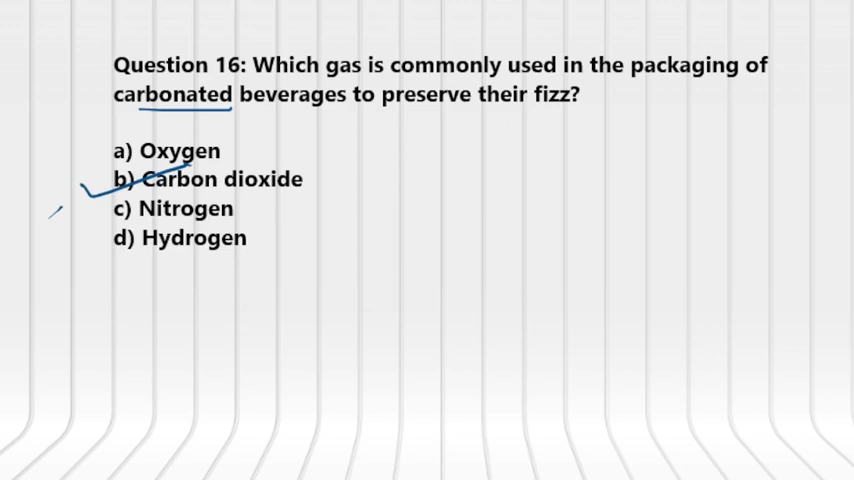 Question 16: Which gas is commonly used in the packaging of
carbonated beverages to preserve their fizz?
a) Oxygen
b) Carbon dioxide
c) Nitrogen
d) Hydrogen